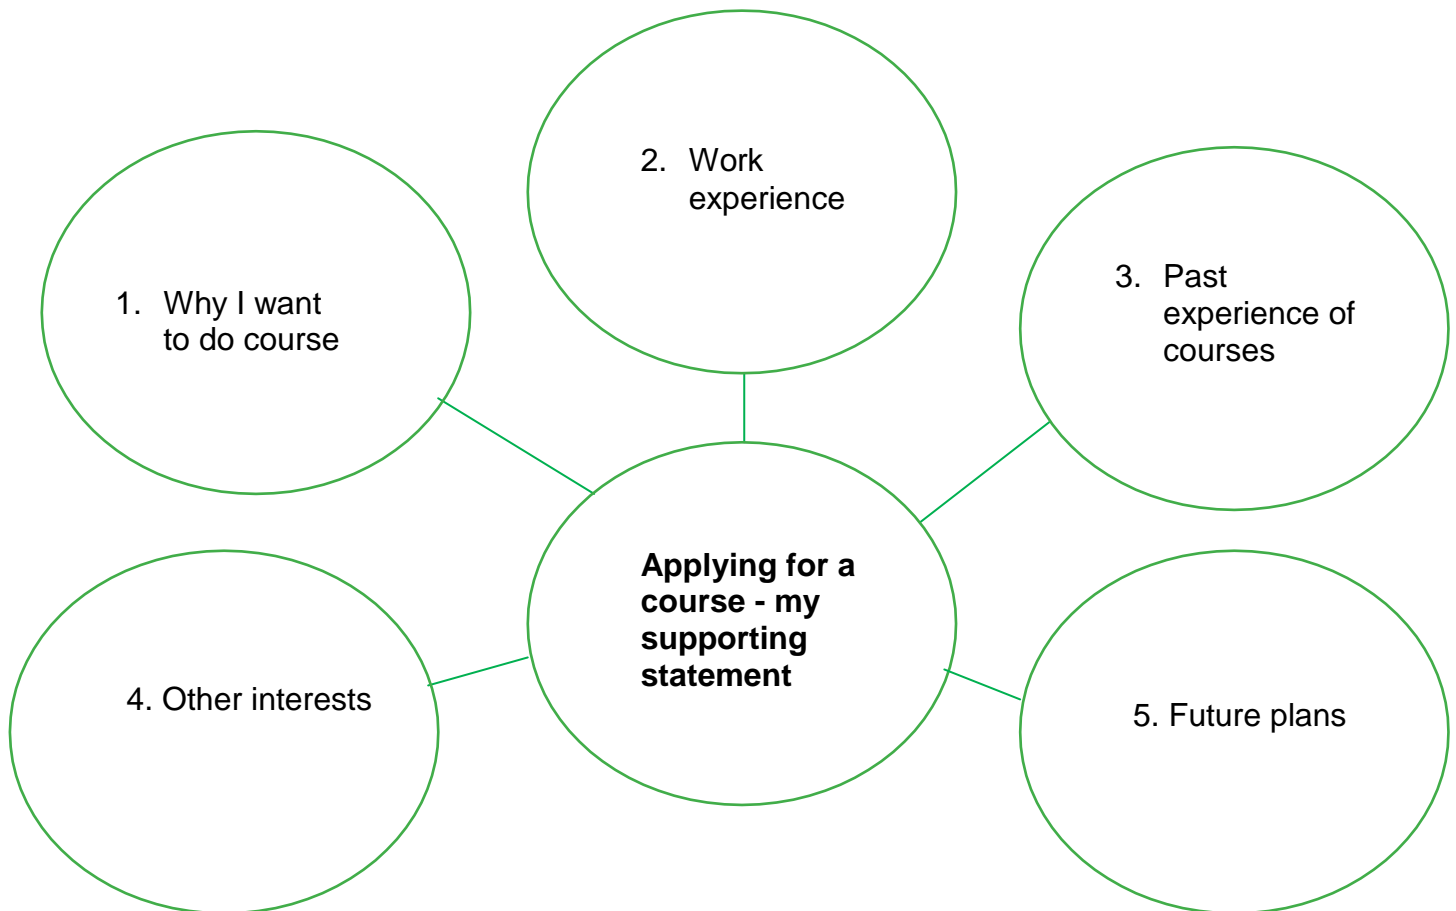 1. Why I want
to do course
2. Work
experience
3. Past
experience of
courses
Applying for a
course - my
supporting
statement
4. Other interests
5. Future plans